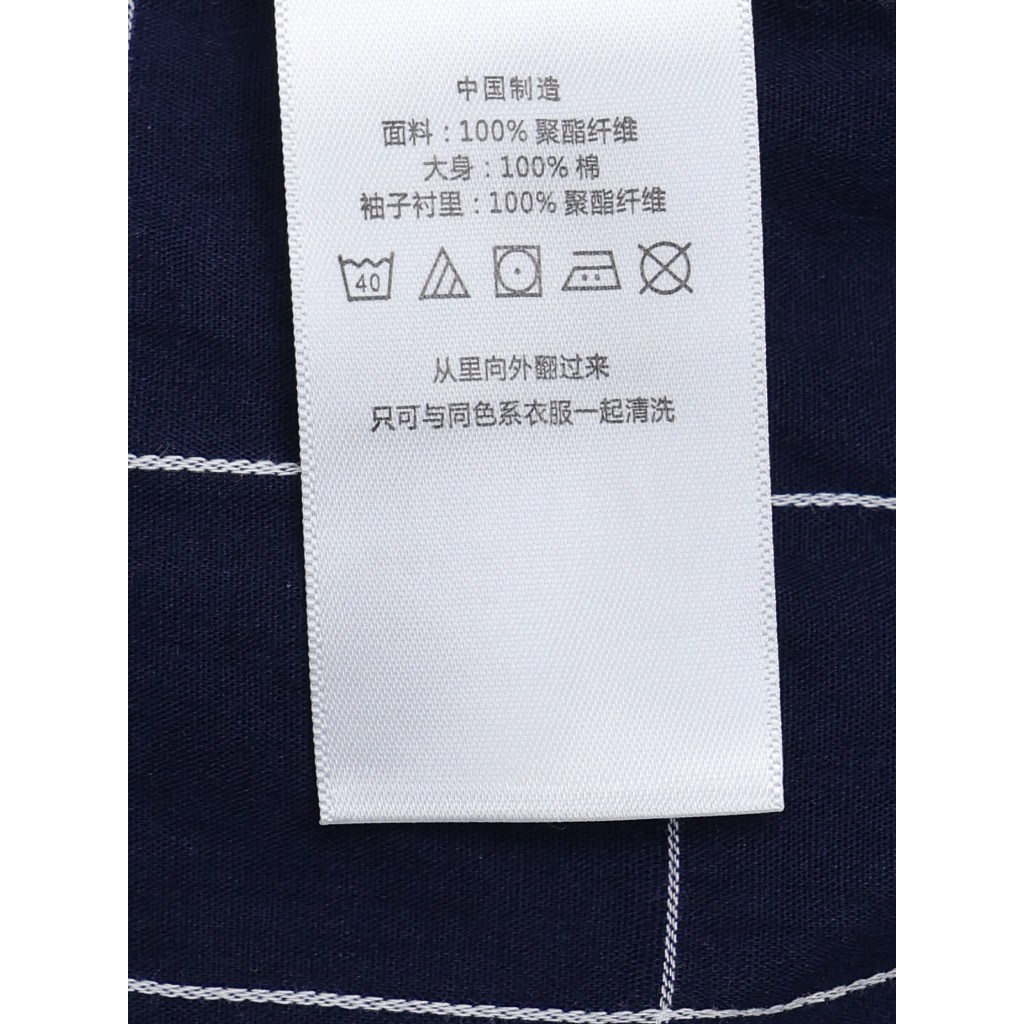 中国制造
面料：100% 聚酯纤维
大身：100% 棉
袖子衬里：100% 聚酯纤维
40
从里向外翻过来
只可与同色系衣服一起清洗